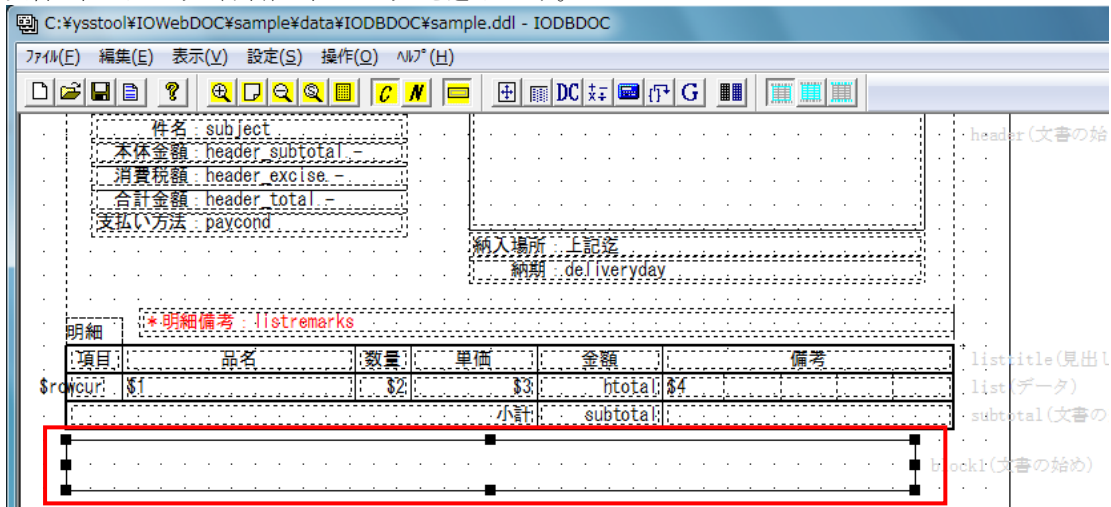 C:¥ysstool¥IOWebDOC¥sample¥data¥IODBDOC¥sample.ddl - IODBDOC
ファイル(F) 編集(E) 表示(V) 設定(S) 操作(O) ヘルプ(H)
C N DC G
件名：subject
header(文書の始
本体金額：header_subtotal －
消費税額：header_excise －
合計金額：header_total －
支払い方法：paycond
納入場所：上記迄
納期：deliveryday
＊明細備考：listremarks
明細
項目 品名 数量 単価 金額 備考 listtitle(見出し
$rowcur $1 $2 $3 htotal $4 list(データ)
小計 subtotal subtotal(文書の
block1(文書の始め)